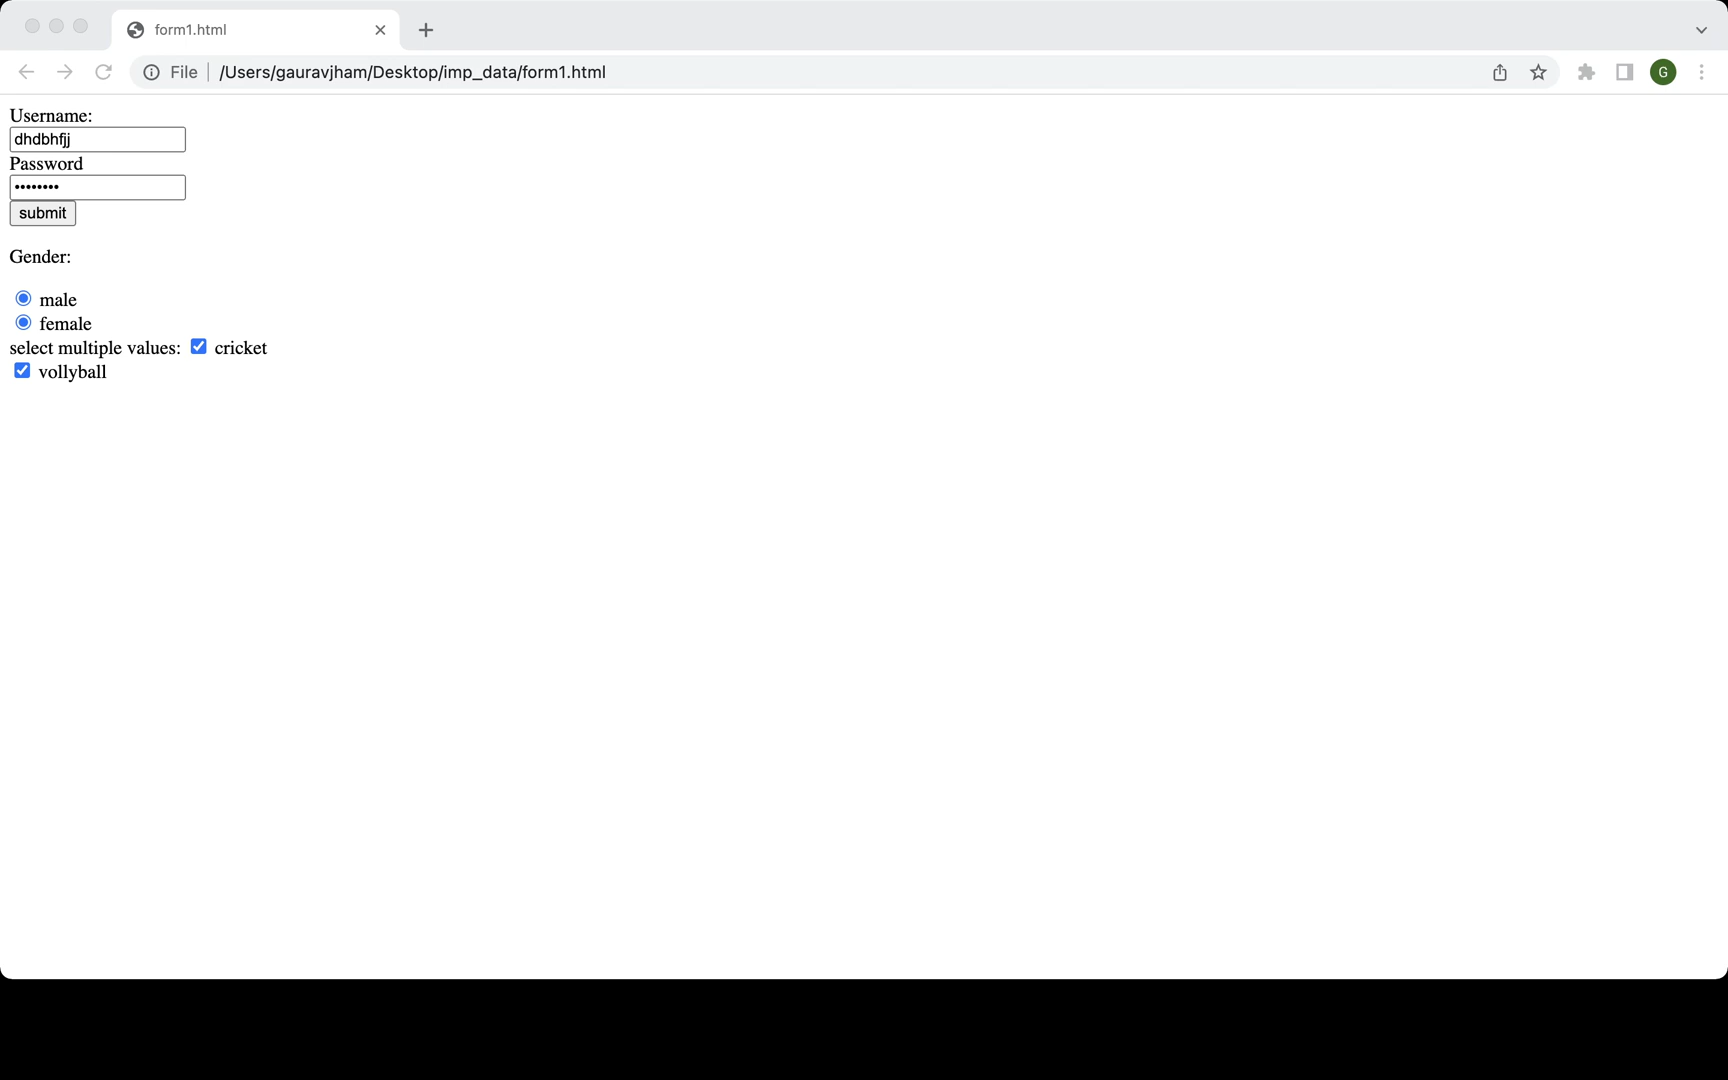 form1.html
File /Users/gauravjham/Desktop/imp_data/form1.html
G
Username:
dhdbhfjj
Password
••••••••
submit
Gender:
male
female
select multiple values: cricket
vollyball